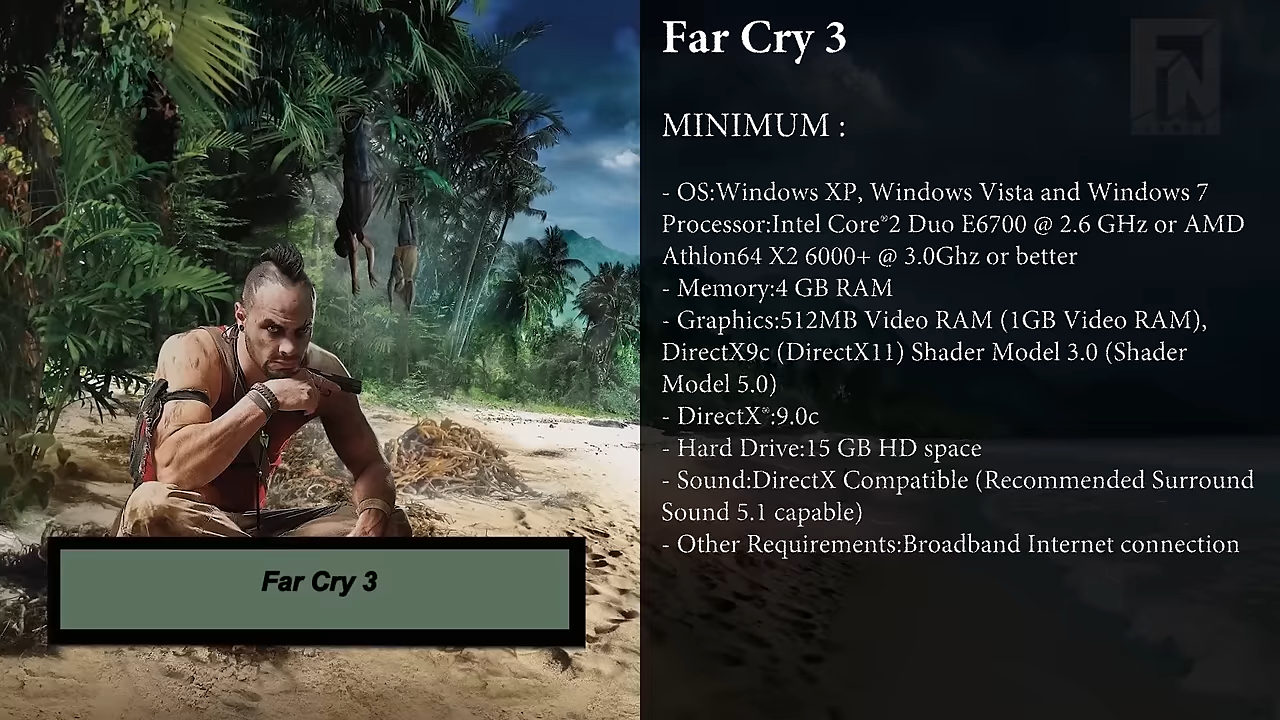 Far Cry 3
MINIMUM :
- OS:Windows XP, Windows Vista and Windows 7
Processor:Intel Core®2 Duo E6700 @ 2.6 GHz or AMD
Athlon64 X2 6000+ @ 3.0Ghz or better
- Memory:4 GB RAM
- Graphics:512MB Video RAM (1GB Video RAM),
DirectX9c (DirectX11) Shader Model 3.0 (Shader
Model 5.0)
- DirectX®:9.0c
- Hard Drive:15 GB HD space
- Sound:DirectX Compatible (Recommended Surround
Sound 5.1 capable)
- Other Requirements:Broadband Internet connection
Far Cry 3
FN